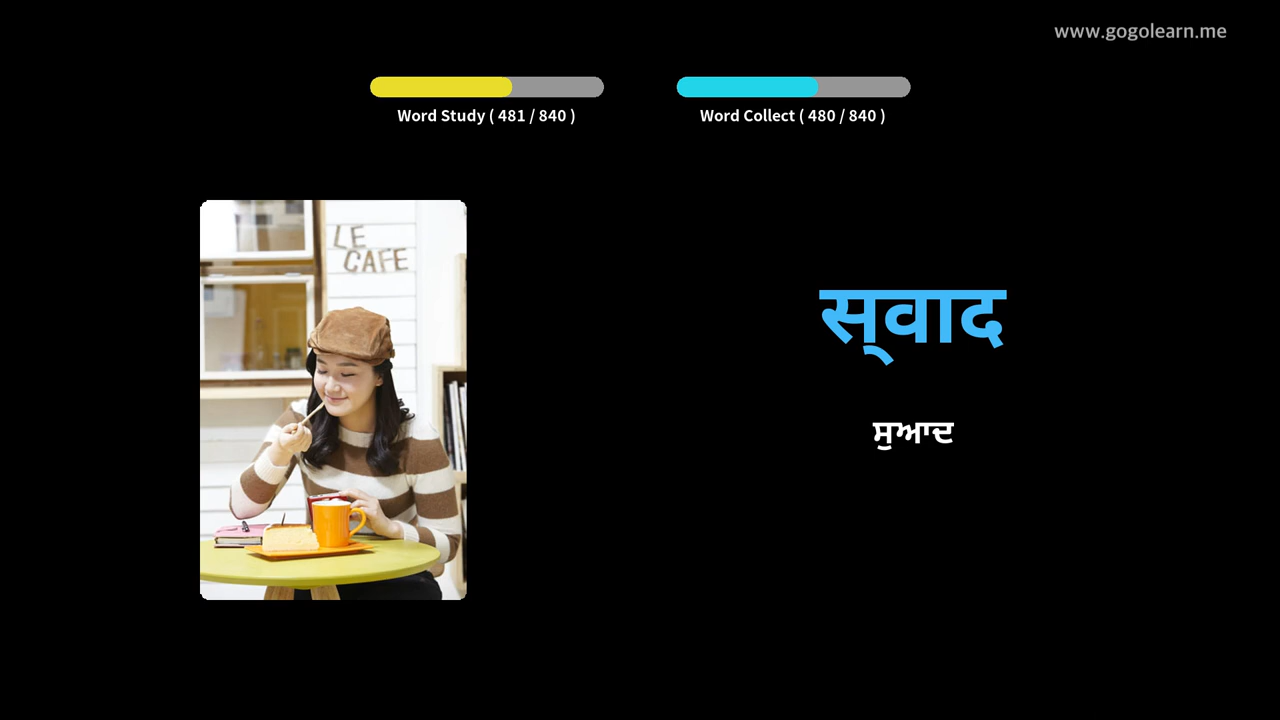 www.gogolearn.me
Word Study ( 481 / 840 )
Word Collect ( 480 / 840 )
LE
CAFE
स्‌वाद
ਸੁਆਦ